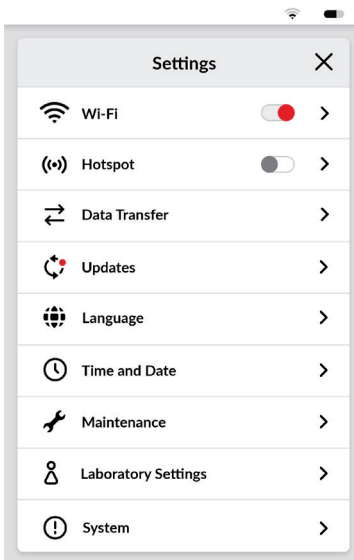 Settings
Wi-Fi
Hotspot
Data Transfer
Updates
Language
Time and Date
Maintenance
Laboratory Settings
System